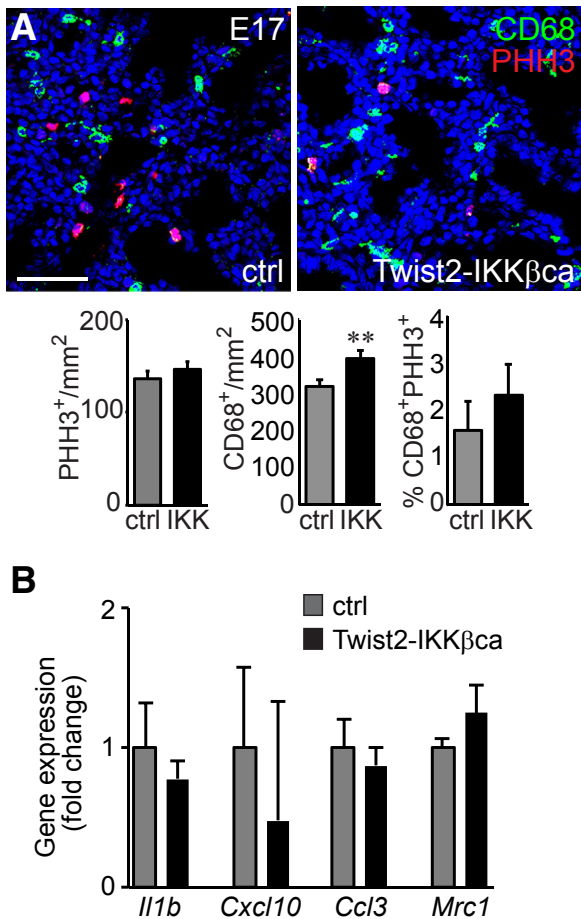 A
E17
ctrl
CD68
PHH3
Twist2-IKKβca
PHH3+/mm2
200
100
0
ctrl IKK
CD68+/mm2
500
400
300
200
100
0
**
ctrl IKK
% CD68+PHH3+
4
3
2
1
0
ctrl IKK
B
Gene expression
(fold change)
2
1
0
ctrl
Twist2-IKKβca
Il1b Cxcl10 Ccl3 Mrc1